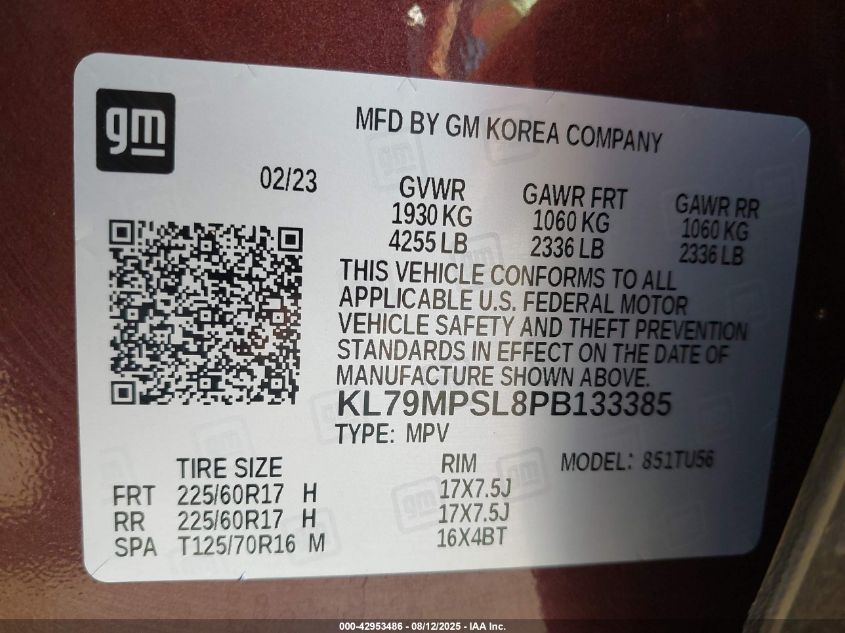 gm
MFD BY GM KOREA COMPANY
02/23
GVWR GAWR FRT GAWR RR
1930 KG 1060 KG 1060 KG
4255 LB 2336 LB 2336 LB
THIS VEHICLE CONFORMS TO ALL
APPLICABLE U.S. FEDERAL MOTOR
VEHICLE SAFETY AND THEFT PREVENTION
STANDARDS IN EFFECT ON THE DATE OF
MANUFACTURE SHOWN ABOVE.
KL79MPSL8PB133385
TYPE: MPV
TIRE SIZE RIM MODEL: 851TU56
FRT 225/60R17 H 17X7.5J
RR 225/60R17 H 17X7.5J
SPA T125/70R16 M 16X4BT
000-42953486 - 08/12/2025 - IAA Inc.